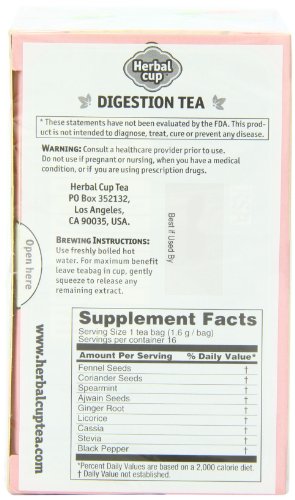 Herbal
cup
DIGESTION TEA
* These statements have not been evaluated by the FDA. This prod-
uct is not intended to diagnose, treat, cure or prevent any disease.
WARNING: Consult a healthcare provider prior to use.
Do not use if pregnant or nursing, when you have a medical
condition, or if you are using prescription drugs.
Herbal Cup Tea
PO Box 352132,
Los Angeles,
CA 90035, USA.
Best if Used By
BREWING INSTRUCTIONS:
Use freshly boiled hot
water. For maximum benefit
leave teabag in cup, gently
squeeze to release any
remaining extract.
Open here
www.herbalcuptea.com
Supplement Facts
Serving Size 1 tea bag (1.6 g / bag)
Servings per container 16
Amount Per Serving % Daily Value*
Fennel Seeds †
Coriander Seeds †
Spearmint †
Ajwain Seeds †
Ginger Root †
Licorice †
Cassia †
Stevia †
Black Pepper †
*Percent Daily Values are based on a 2,000 calorie diet.
† Daily Value not established.